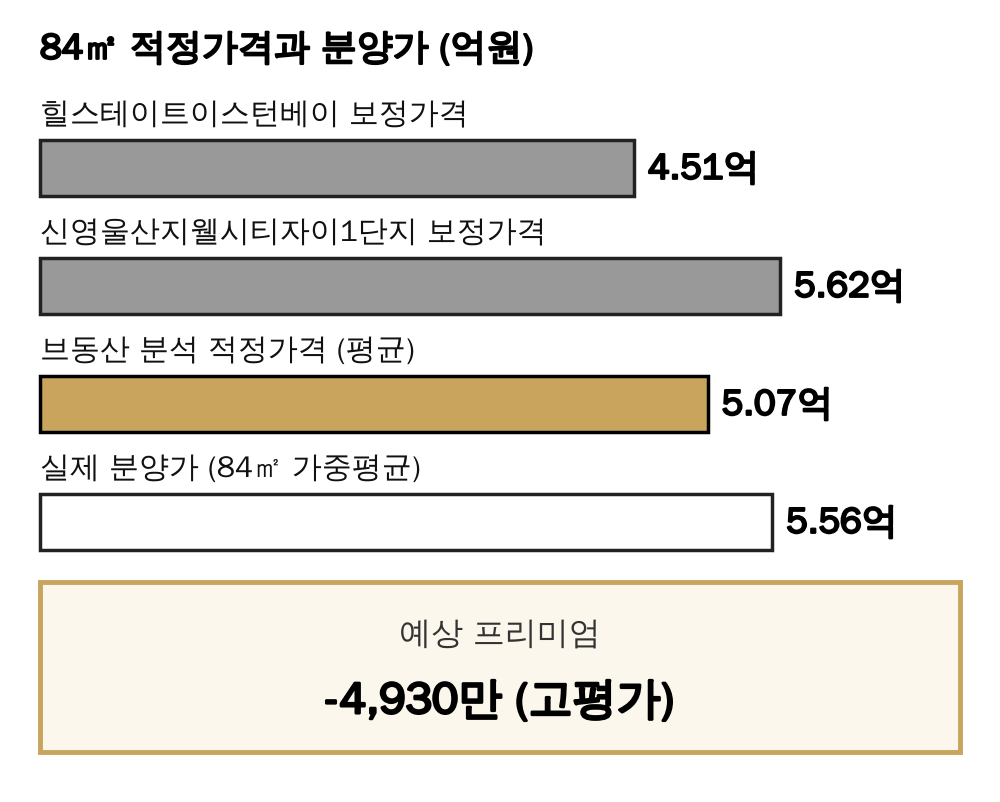 84㎡ 적정가격과 분양가 (억원)
힐스테이트이스턴베이 보정가격
4.51억
신영울산지웰시티자이1단지 보정가격
5.62억
브동산 분석 적정가격 (평균)
5.07억
실제 분양가 (84㎡ 가중평균)
5.56억
예상 프리미엄
-4,930만 (고평가)